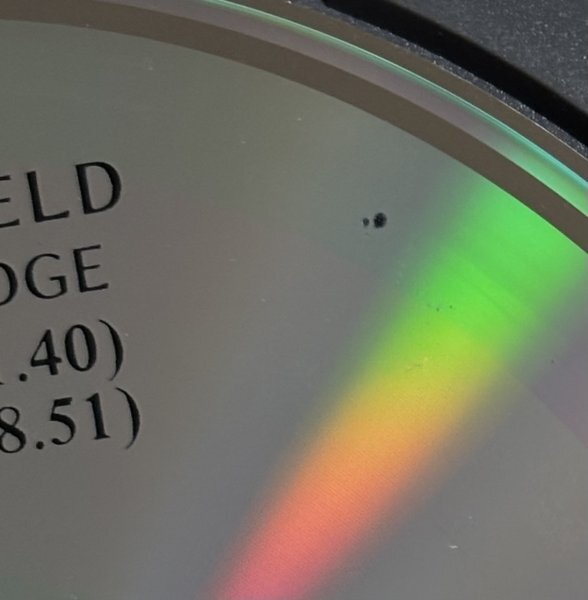 ELD
DGE
.40)
8.51)